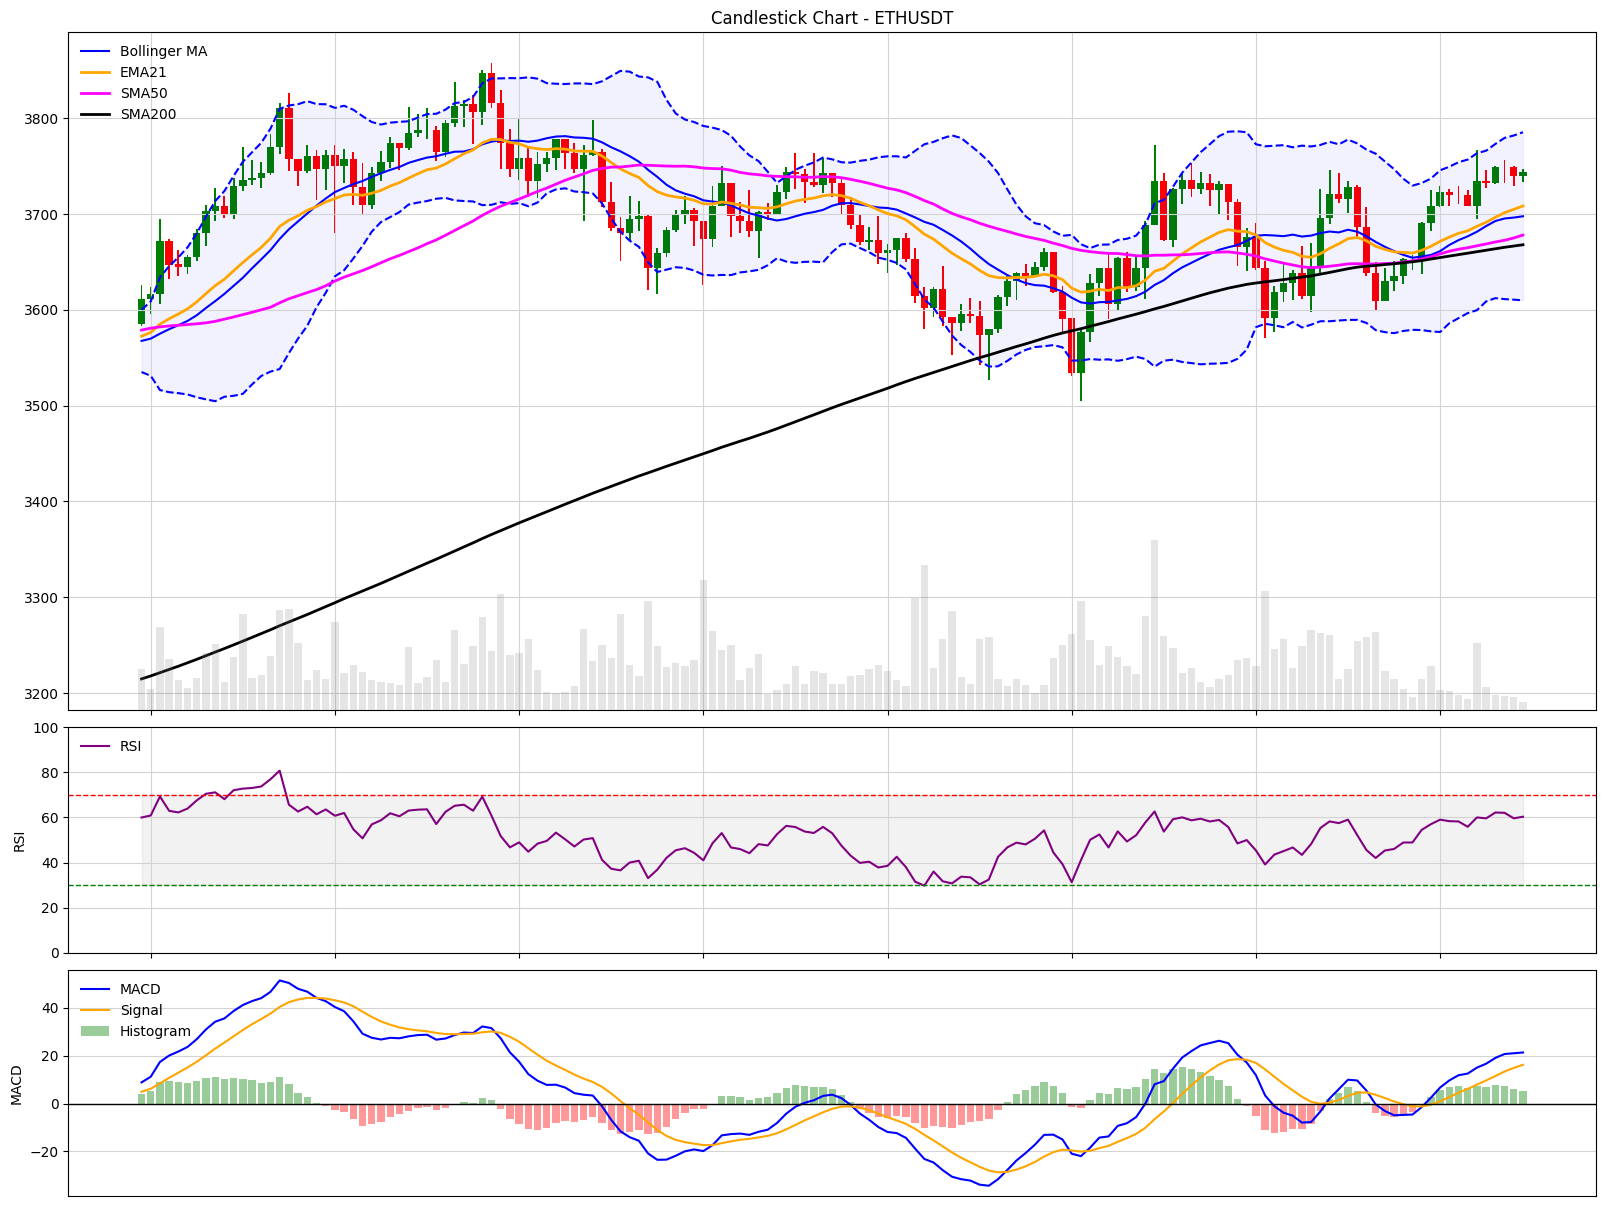 Candlestick Chart - ETHUSDT
Bollinger MA
EMA21
SMA50
SMA200
3800
3700
3600
3500
3400
3300
3200
RSI
100
80
60
40
20
0
RSI
MACD
Signal
Histogram
40
20
0
−20
MACD